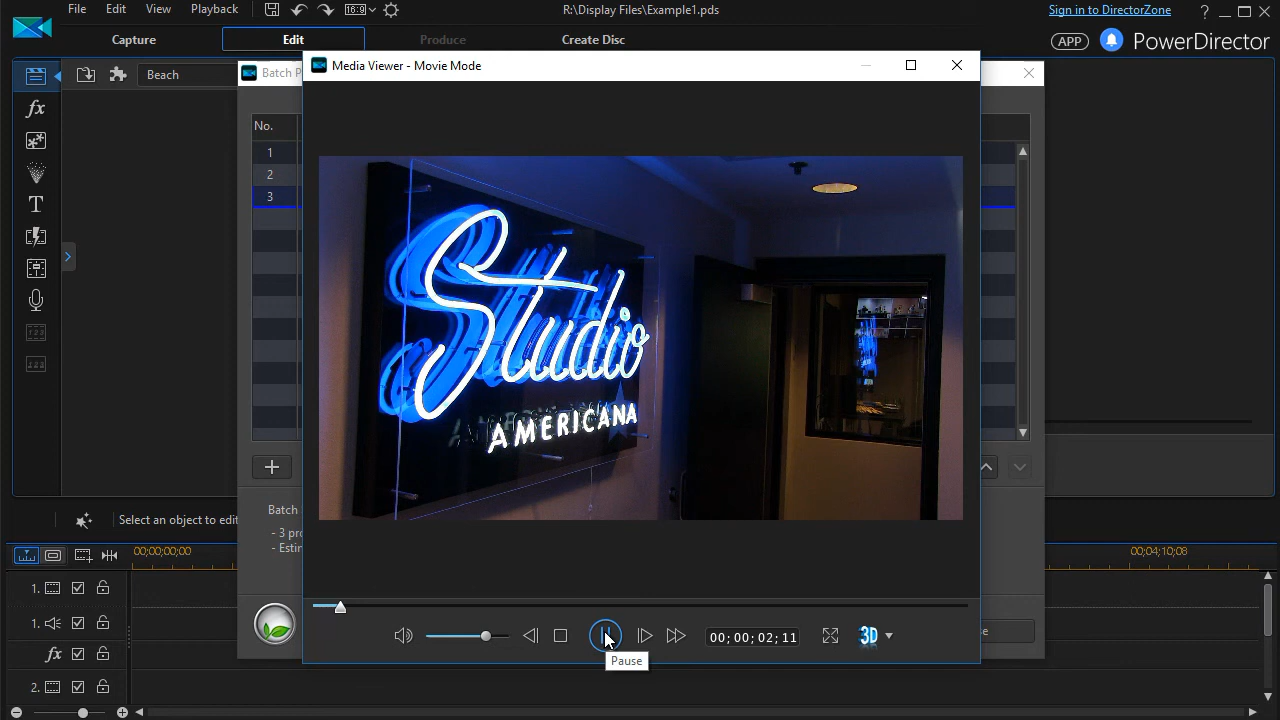 File Edit View Playback 16:9 R:\Display Files\Example1.pds Sign in to DirectorZone ?
Capture Edit Produce Create Disc APP PowerDirector
Beach Batch P Media Viewer - Movie Mode
fx No.
1
2
T 3
Studio
AMERICANA
Batch
- 3 pro
- Estin
Select an object to edit
00;00;00;00 00;04;10;08
1.
1. 00; 00; 02; 11 3D se
fx Pause
2.